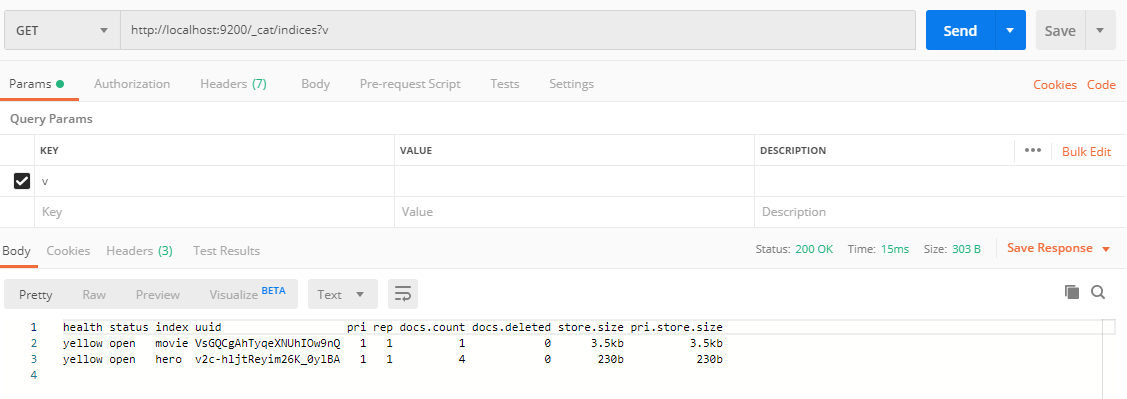 GET http://localhost:9200/_cat/indices?v Send Save
Params Authorization Headers (7) Body Pre-request Script Tests Settings Cookies Code
Query Params
KEY VALUE DESCRIPTION ••• Bulk Edit
v
Key Value Description
Body Cookies Headers (3) Test Results Status: 200 OK Time: 15ms Size: 303 B Save Response
Pretty Raw Preview Visualize BETA Text
1 health status index uuid pri rep docs.count docs.deleted store.size pri.store.size
2 yellow open movie VsGQCgAhTyqeXNUhIOw9nQ 1 1 1 0 3.5kb 3.5kb
3 yellow open hero v2c-hljtReyim26K_0ylBA 1 1 4 0 230b 230b
4